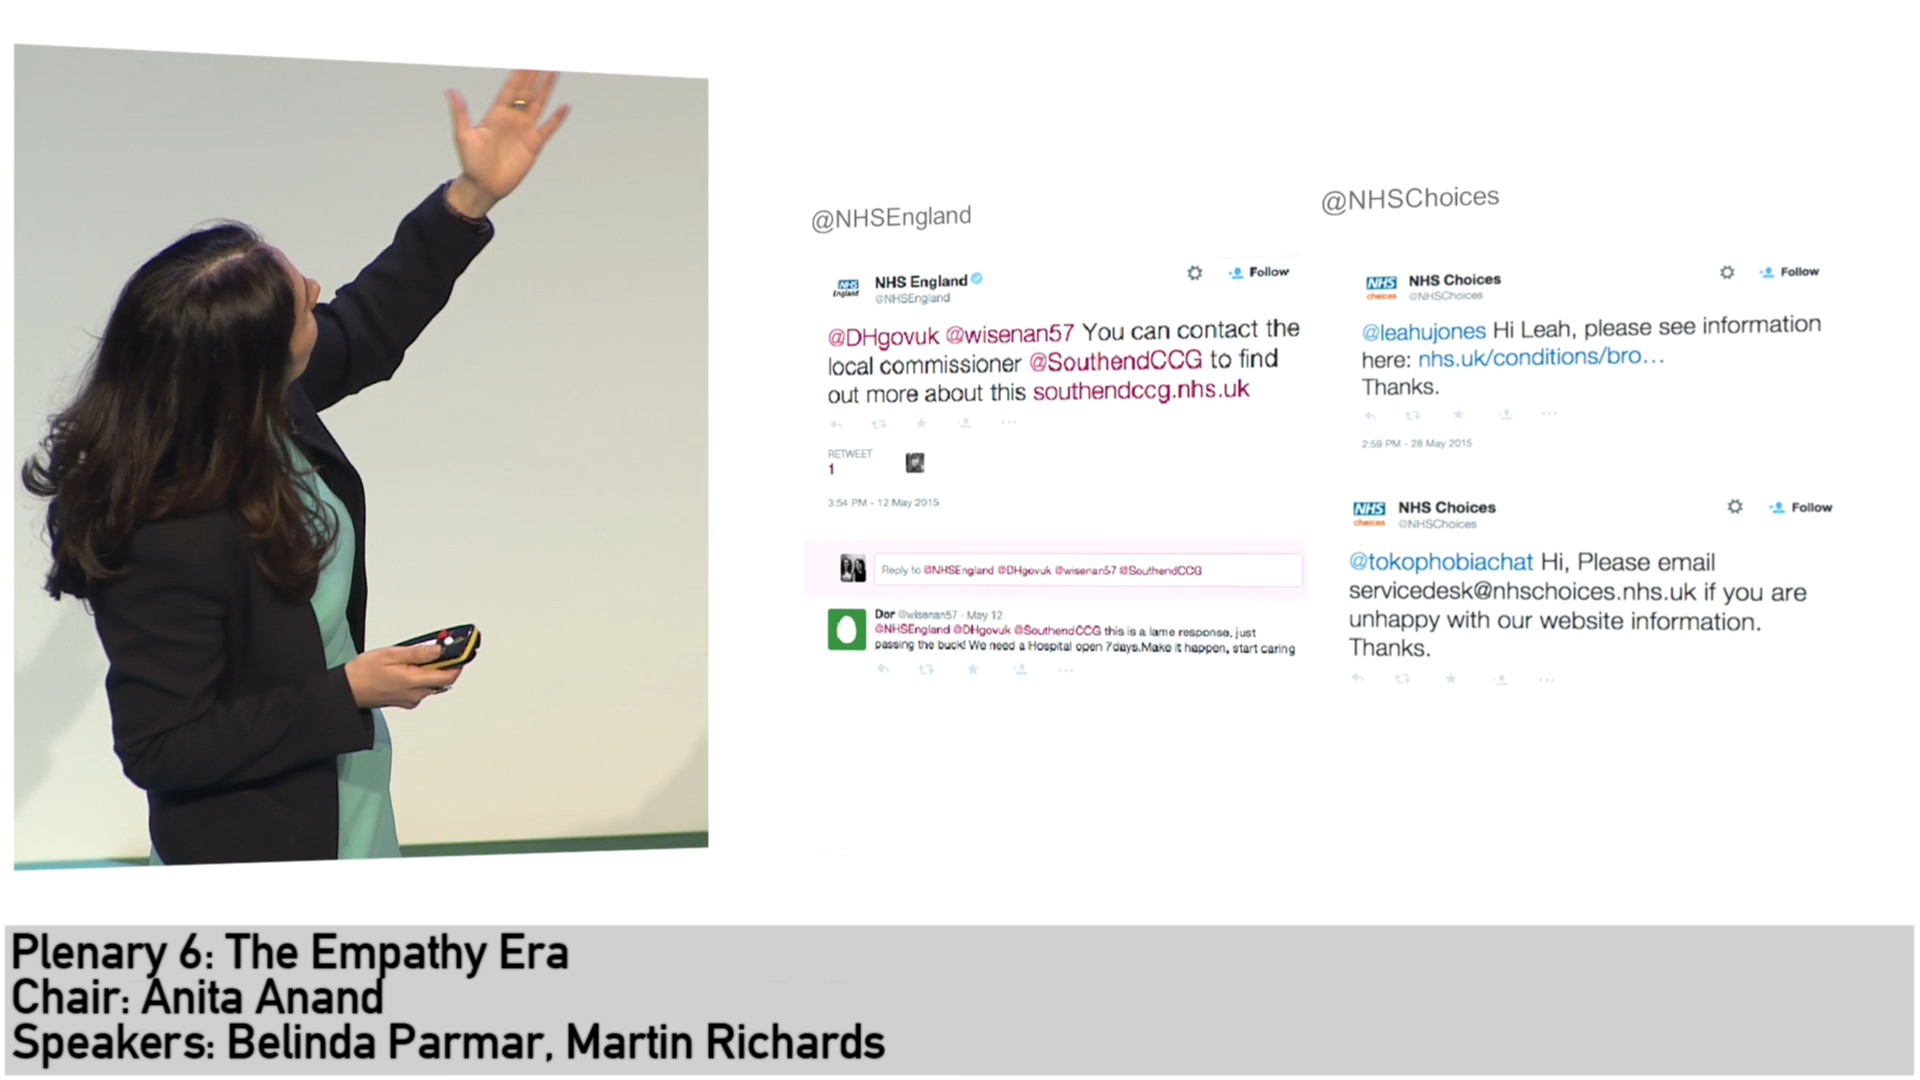 @NHSEngland
NHS England
NHS England
@NHSEngland
Follow
@DHgovuk @wisenan57 You can contact the
local commissioner @SouthendCCG to find
out more about this southendccg.nhs.uk
RETWEET
1
3:54 PM - 12 May 2015
Reply to @NHSEngland @DHgovuk @wisenan57 @SouthendCCG
Dor @wisenan57 · May 12
@NHSEngland @DHgovuk @SouthendCCG this is a lame response, just
passing the buck! We need a Hospital open 7days.Make it happen, start caring
@NHSChoices
NHS choices
NHS Choices
@NHSChoices
Follow
@leahujones Hi Leah, please see information
here: nhs.uk/conditions/bro…
Thanks.
2:59 PM - 28 May 2015
NHS choices
NHS Choices
@NHSChoices
Follow
@tokophobiachat Hi, Please email
servicedesk@nhschoices.nhs.uk if you are
unhappy with our website information.
Thanks.
Plenary 6: The Empathy Era
Chair: Anita Anand
Speakers: Belinda Parmar, Martin Richards